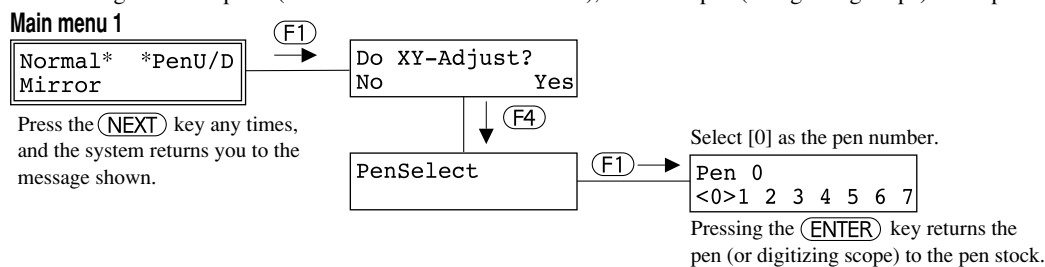 Main menu 1
F1
Normal* *PenU/D
Mirror
Do XY-Adjust?
No Yes
Press the NEXT key any times,
and the system returns you to the
message shown.
F4
PenSelect
F1
Select [0] as the pen number.
Pen 0
<0>1 2 3 4 5 6 7
Pressing the ENTER key returns the
pen (or digitizing scope) to the pen stock.